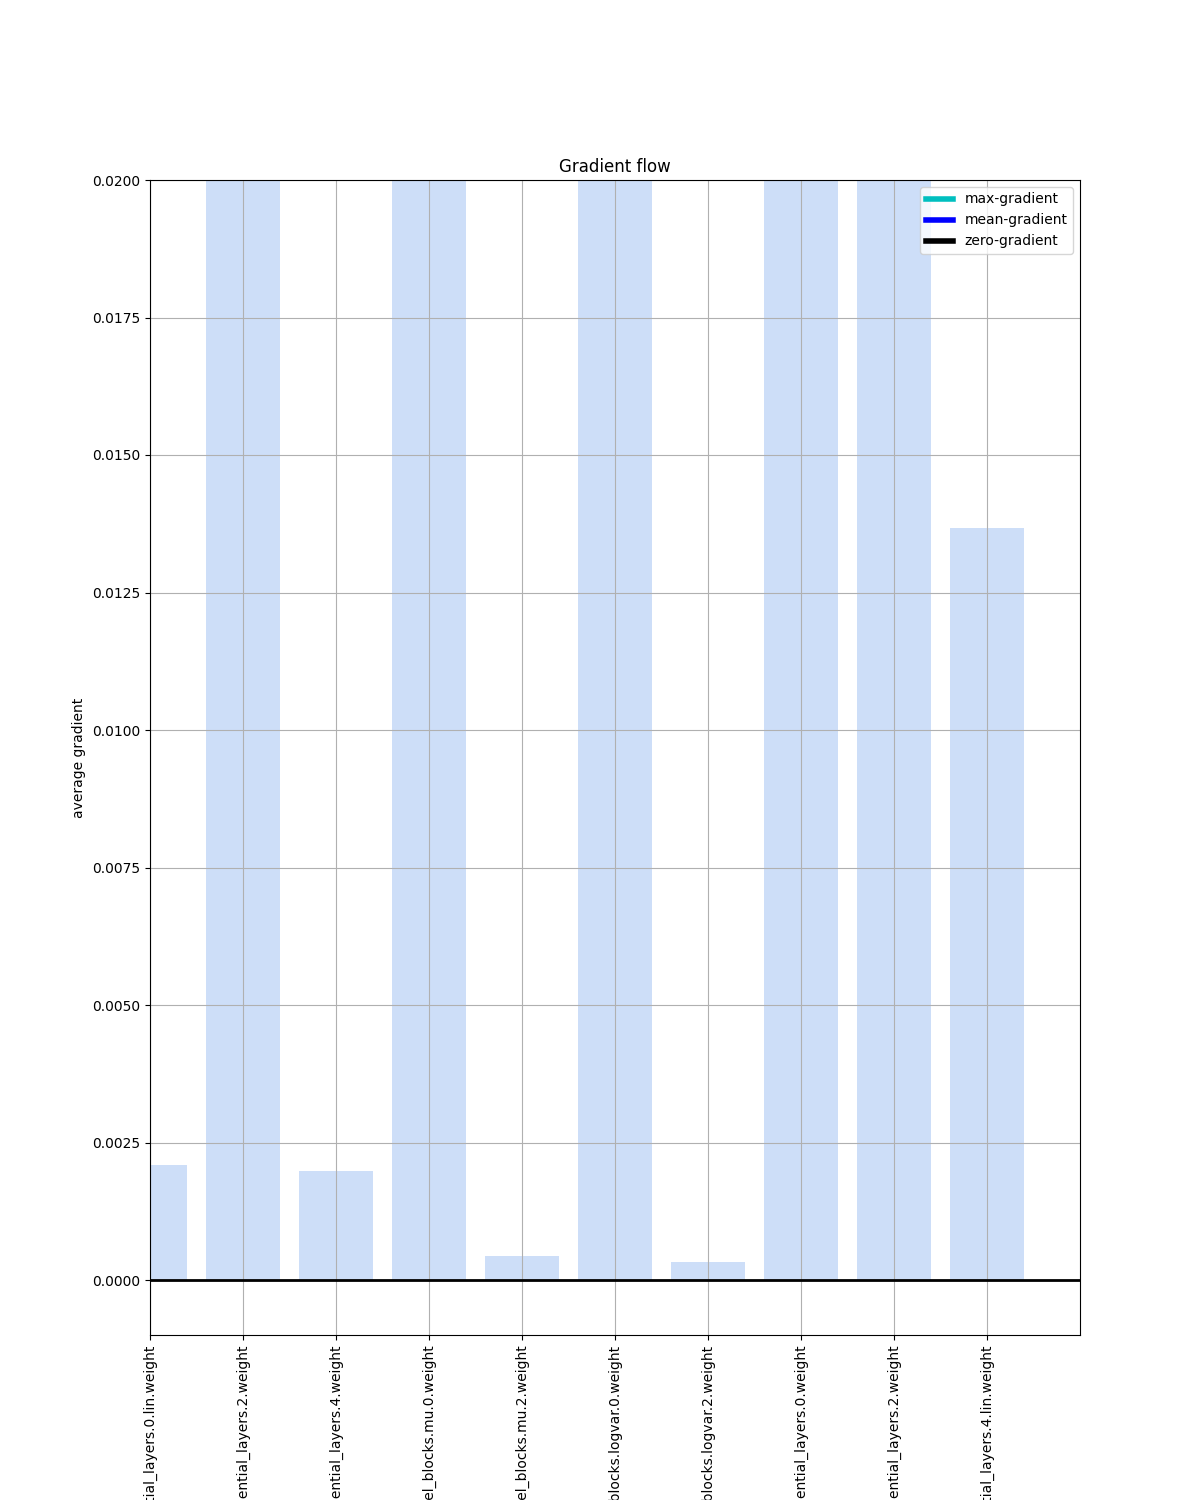 Gradient flow
max-gradient
mean-gradient
zero-gradient
0.0200
0.0175
0.0150
0.0125
0.0100
0.0075
0.0050
0.0025
0.0000
average gradient
tial_layers.0.lin.weight
ential_layers.2.weight
ential_layers.4.weight
el_blocks.mu.0.weight
el_blocks.mu.2.weight
blocks.logvar.0.weight
blocks.logvar.2.weight
ential_layers.0.weight
ential_layers.2.weight
tial_layers.4.lin.weight